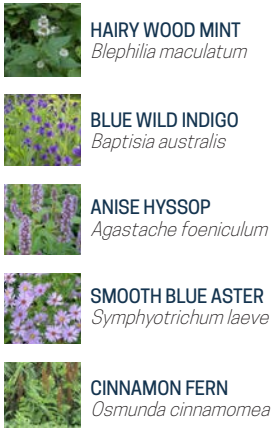 HAIRY WOOD MINT
Blephilia maculatum
BLUE WILD INDIGO
Baptisia australis
ANISE HYSSOP
Agastache foeniculum
SMOOTH BLUE ASTER
Symphyotrichum laeve
CINNAMON FERN
Osmunda cinnamomea